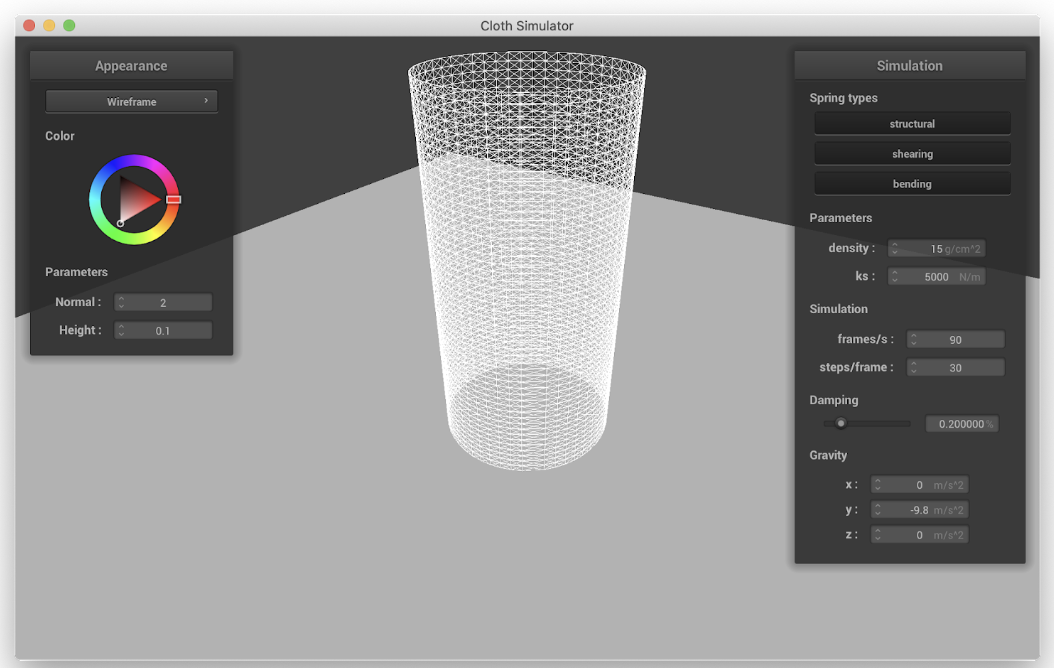 Cloth Simulator
Appearance
Wireframe
Color
Parameters
Normal : 2
Height : 0.1
Simulation
Spring types
structural
shearing
bending
Parameters
density : 15 g/cm^2
ks : 5000 N/m
Simulation
frames/s : 90
steps/frame : 30
Damping
0.200000 %
Gravity
x : 0 m/s^2
y : -9.8 m/s^2
z : 0 m/s^2